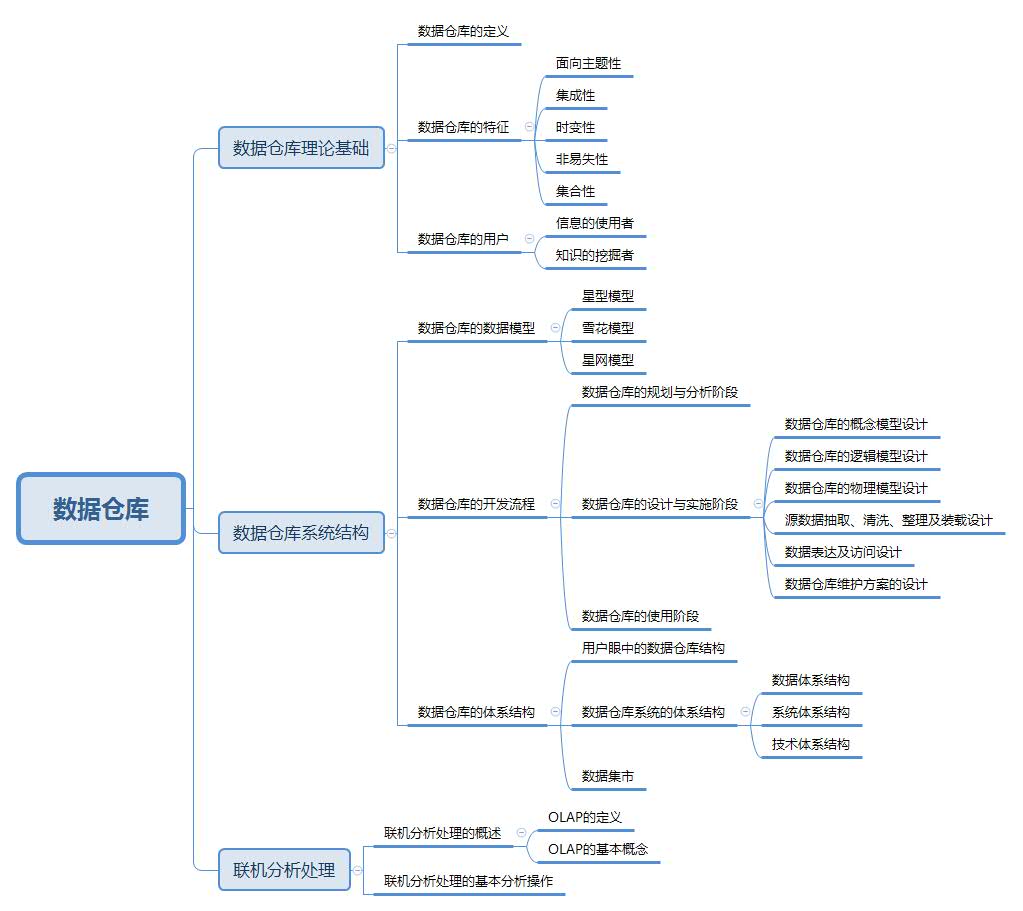 数据仓库
数据仓库理论基础
数据仓库的定义
数据仓库的特征
面向主题性
集成性
时变性
非易失性
集合性
数据仓库的用户
信息的使用者
知识的挖掘者
数据仓库系统结构
数据仓库的数据模型
星型模型
雪花模型
星网模型
数据仓库的开发流程
数据仓库的规划与分析阶段
数据仓库的设计与实施阶段
数据仓库的概念模型设计
数据仓库的逻辑模型设计
数据仓库的物理模型设计
源数据抽取、清洗、整理及装载设计
数据表达及访问设计
数据仓库维护方案的设计
数据仓库的使用阶段
数据仓库的体系结构
用户眼中的数据仓库结构
数据仓库系统的体系结构
数据体系结构
系统体系结构
技术体系结构
数据集市
联机分析处理
联机分析处理的概述
OLAP的定义
OLAP的基本概念
联机分析处理的基本分析操作